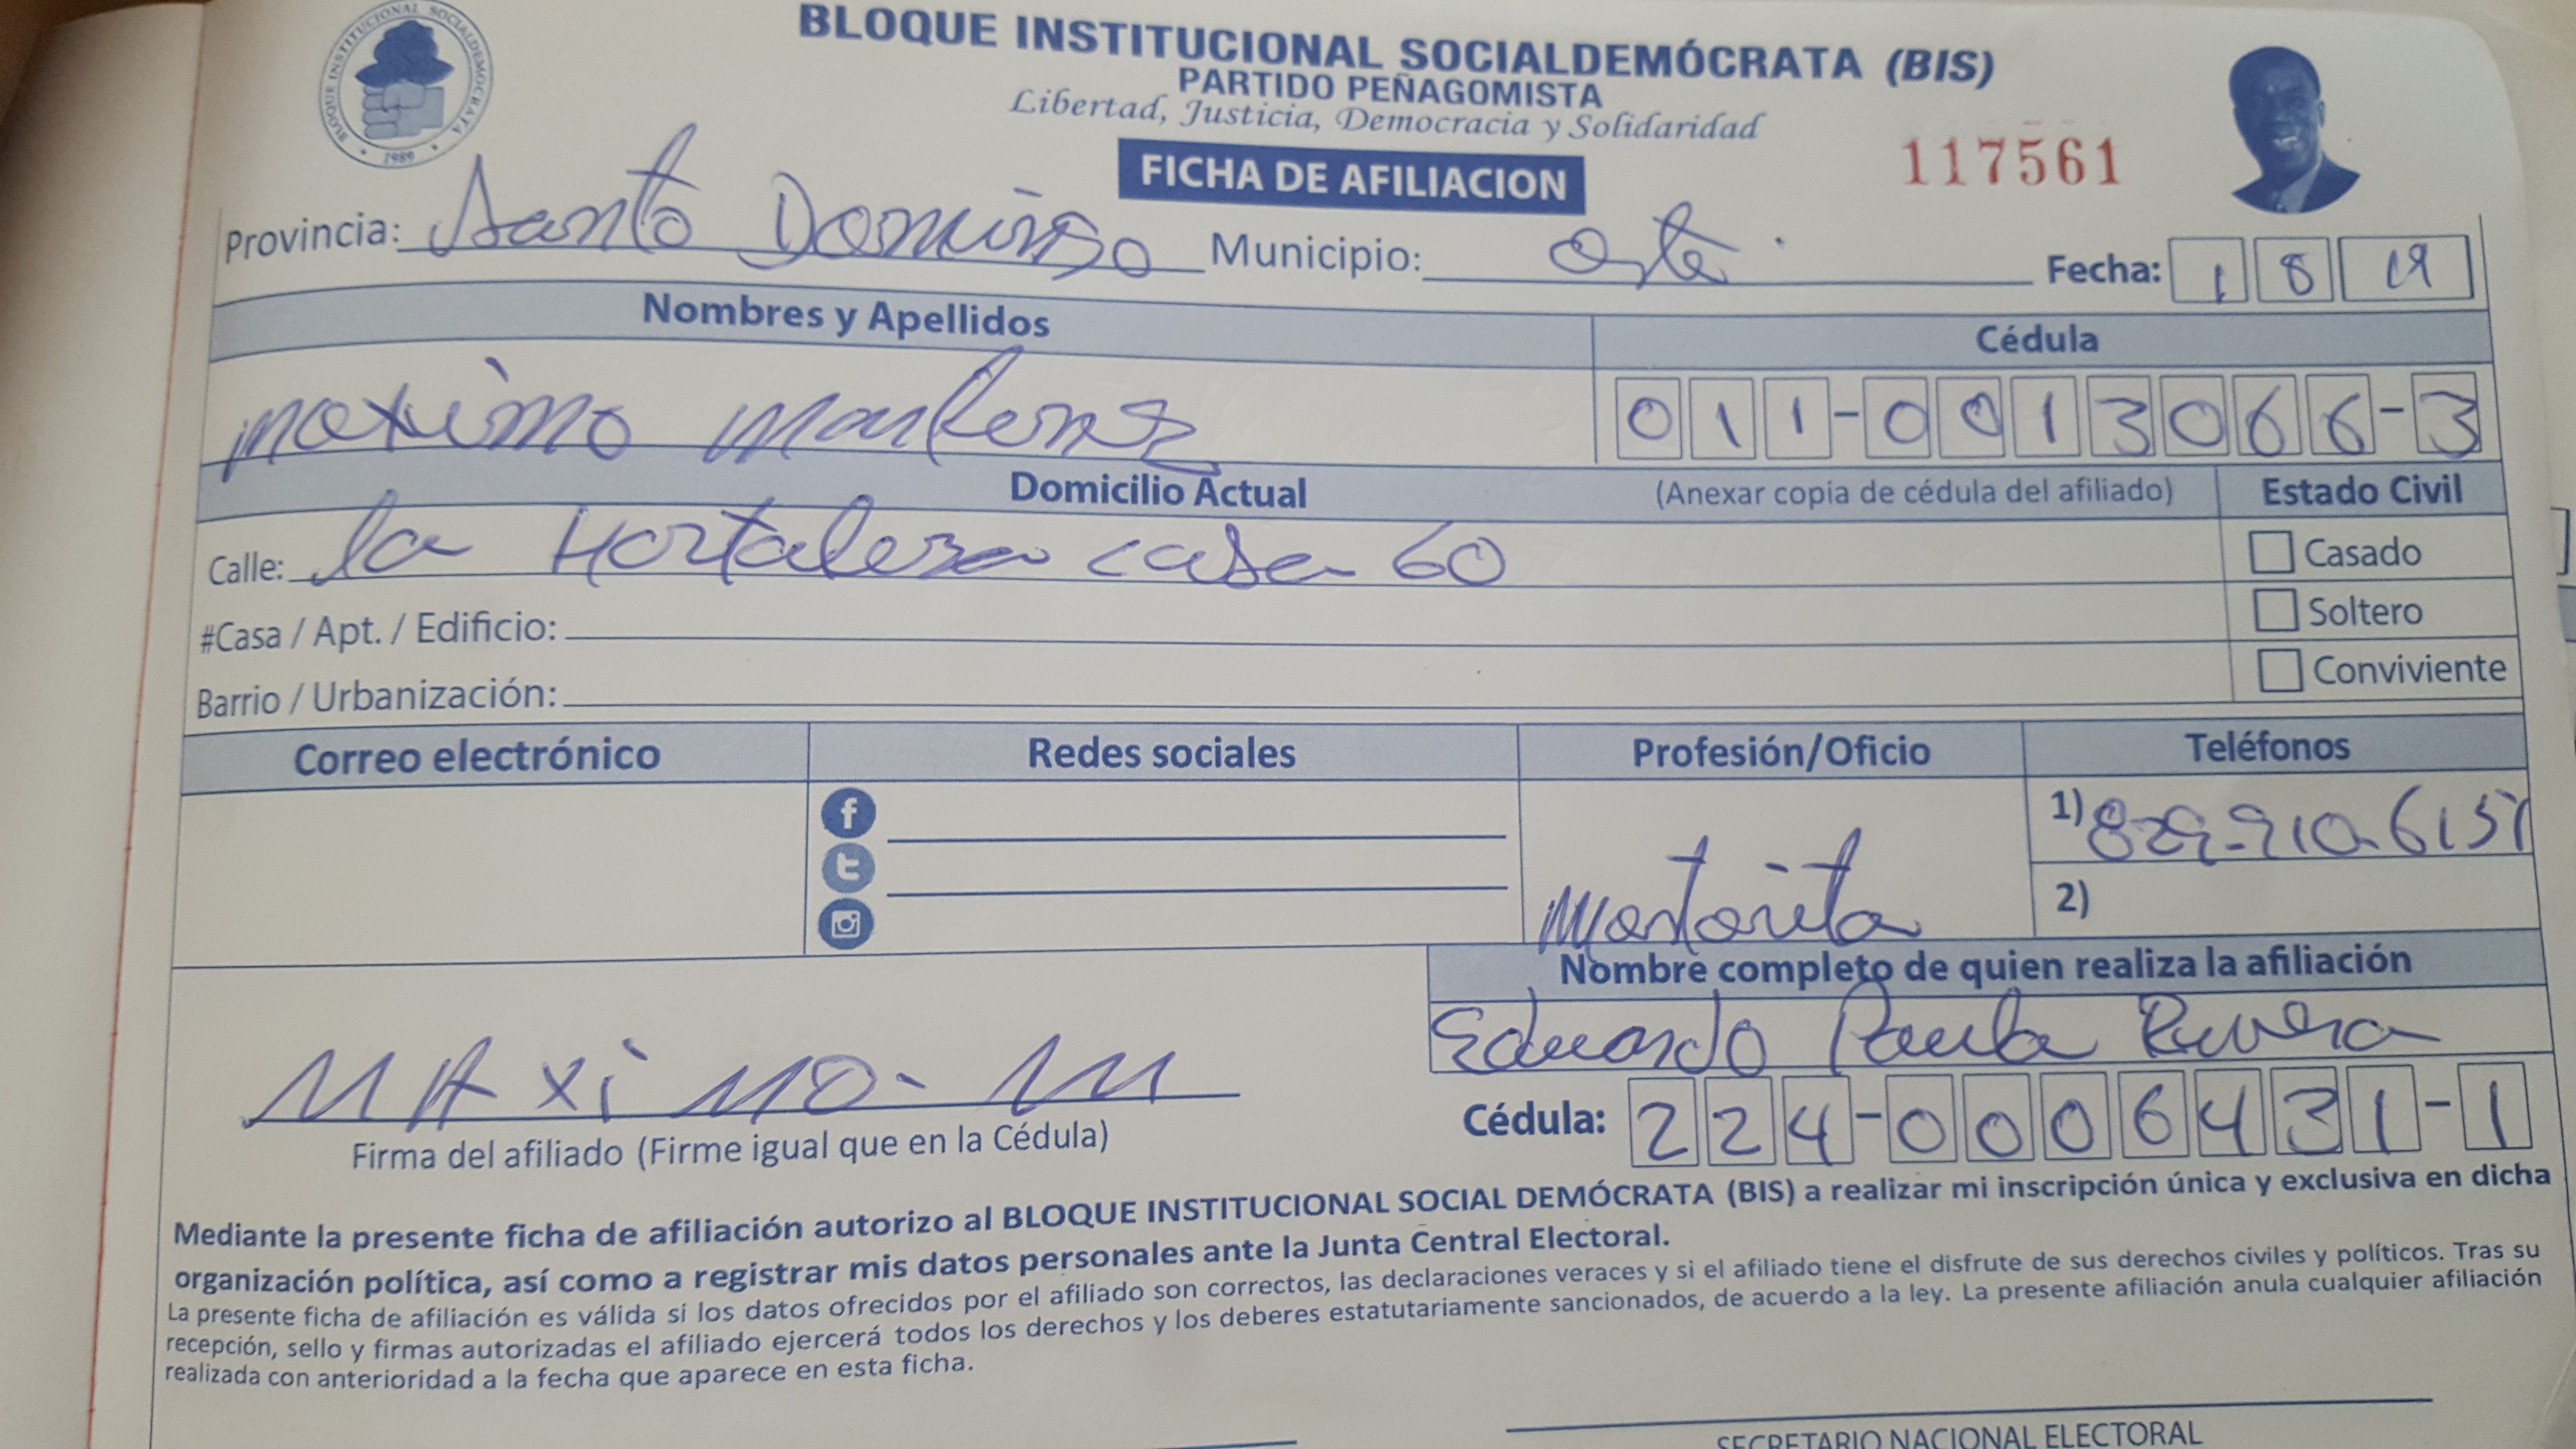 BLOQUE INSTITUCIONAL SOCIALDEMOCRATA
1989
BLOQUE INSTITUCIONAL SOCIALDEMÓCRATA (BIS)
PARTIDO PEÑAGOMISTA
Libertad, Justicia, Democracia y Solidaridad
FICHA DE AFILIACION
117561
Provincia: Santo Domingo Municipio: este Fecha: 1 8 19
Nombres y Apellidos Cédula
maximo 011-0013066-3
Domicilio Actual (Anexar copia de cédula del afiliado) Estado Civil
Calle: la Hortaleza casa 60
Casado
#Casa / Apt. / Edificio:
Soltero
Barrio / Urbanización:
Conviviente
Correo electrónico Redes sociales Profesión/Oficio Teléfonos
1) 829-910-6151
2)
Nombre completo de quien realiza la afiliación
Eduardo Paula Rivera
MAXiMO- M
Firma del afiliado (Firme igual que en la Cédula)
Cédula: 224-0006431-1
Mediante la presente ficha de afiliación autorizo al BLOQUE INSTITUCIONAL SOCIAL DEMÓCRATA (BIS) a realizar mi inscripción única y exclusiva en dicha
organización política, así como a registrar mis datos personales ante la Junta Central Electoral.
La presente ficha de afiliación es válida si los datos ofrecidos por el afiliado son correctos, las declaraciones veraces y si el afiliado tiene el disfrute de sus derechos civiles y políticos. Tras su
recepción, sello y firmas autorizadas el afiliado ejercerá todos los derechos y los deberes estatutariamente sancionados, de acuerdo a la ley. La presente afiliación anula cualquier afiliación
realizada con anterioridad a la fecha que aparece en esta ficha.
SECRETARIO NACIONAL ELECTORAL